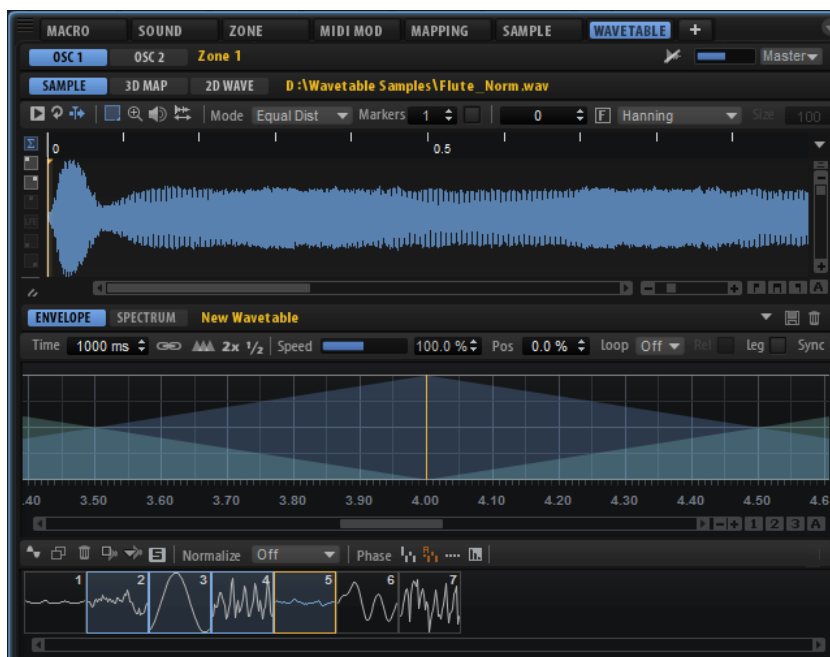 MACRO SOUND ZONE MIDI MOD MAPPING SAMPLE WAVETABLE +
OSC 1 OSC 2 Zone 1 Master
SAMPLE 3D MAP 2D WAVE D:\Wavetable Samples\Flute_Norm.wav
Mode Equal Dist Markers 1 0 F Hanning Size 100
0 0.5
A
ENVELOPE SPECTRUM New Wavetable
Time 1000 ms 2x 1/2 Speed 100.0 % Pos 0.0 % Loop Off Rel Leg Sync
.40 3.50 3.60 3.70 3.80 3.90 4.00 4.10 4.20 4.30 4.40 4.50 4.6
1 2 3 A
S Normalize Off Phase R
1 2 3 4 5 6 7